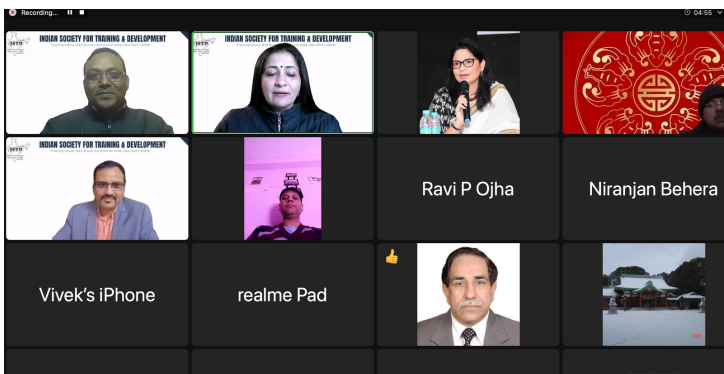 Recording...
04:55
ISTD
INDIAN SOCIETY FOR TRAINING & DEVELOPMENT
ISTD
INDIAN SOCIETY FOR TRAINING & DEVELOPMENT
ISTD
INDIAN SOCIETY FOR TRAINING & DEVELOPMENT
Ravi P Ojha
Niranjan Behera
Vivek’s iPhone
realme Pad